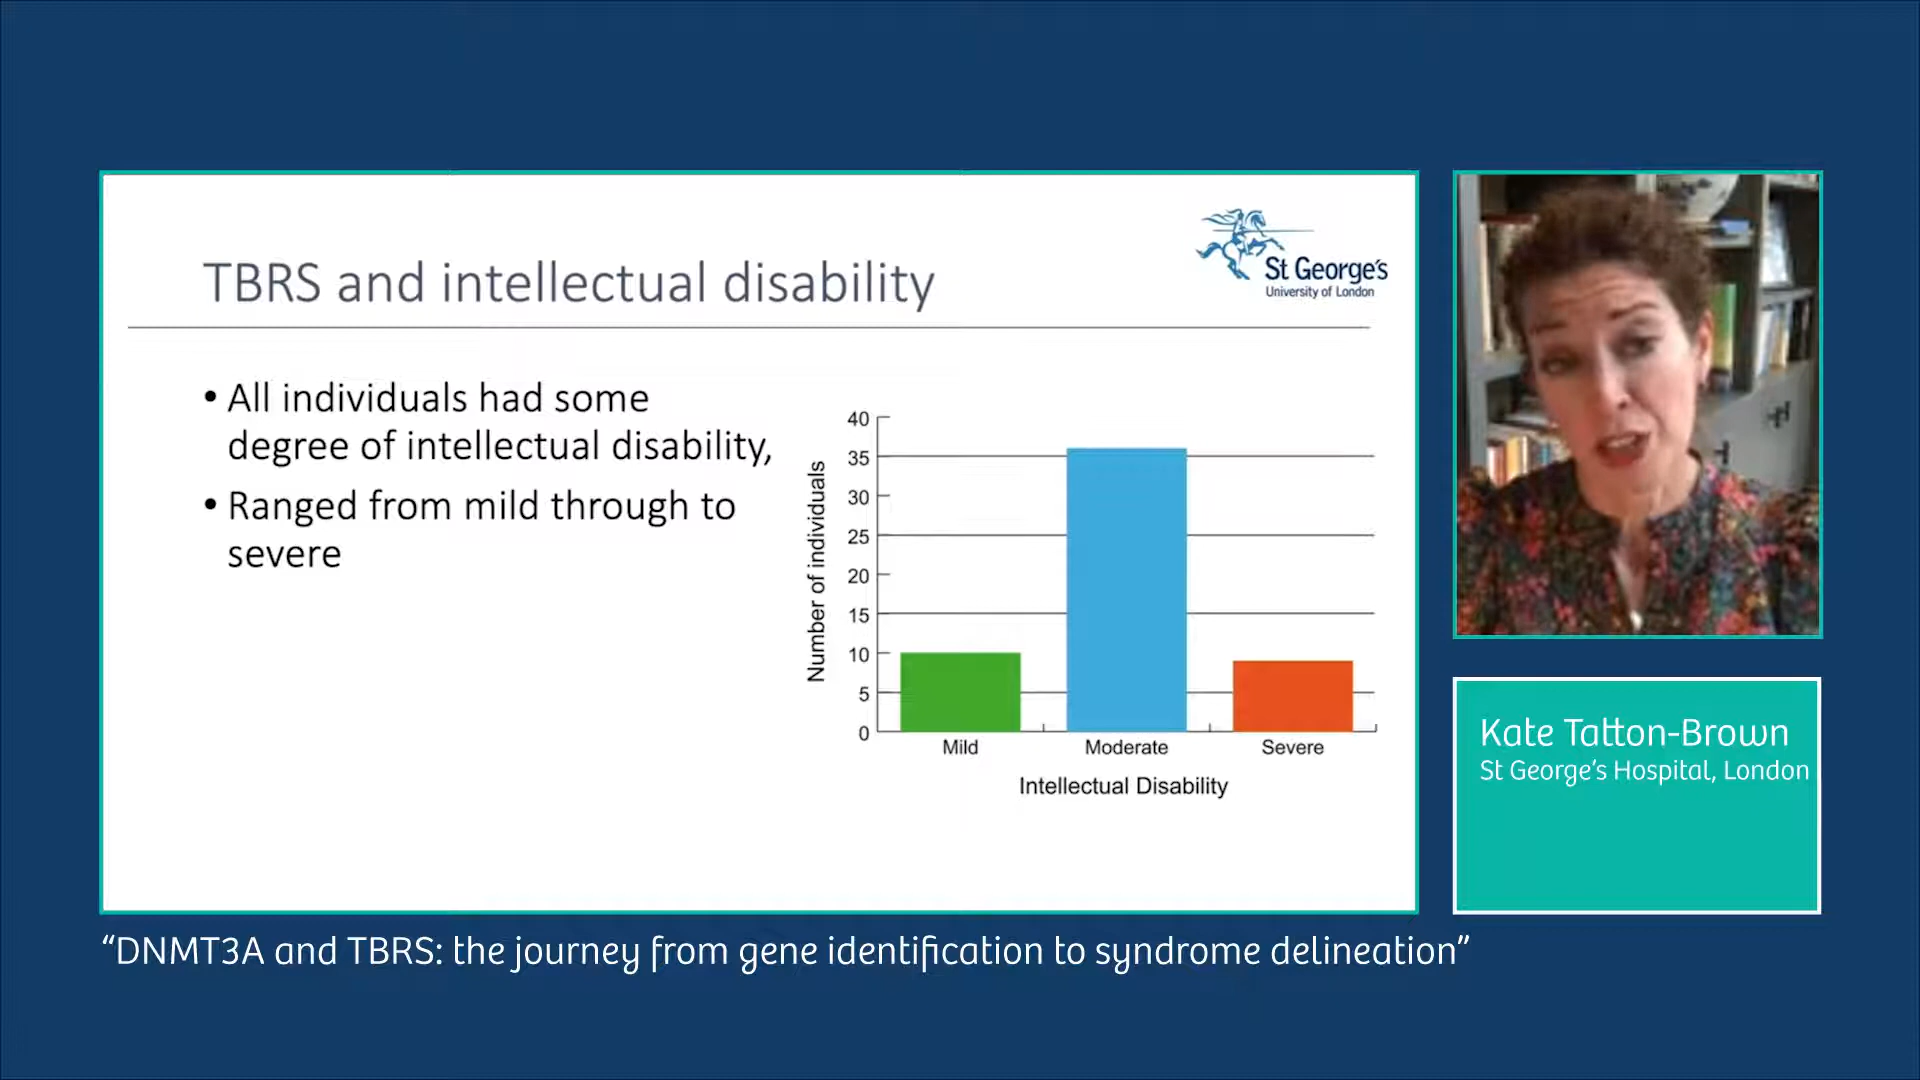 TBRS and intellectual disability
St George's
University of London
• All individuals had some
degree of intellectual disability,
• Ranged from mild through to
severe
Number of individuals
40
35
30
25
20
15
10
5
0
Mild
Moderate
Severe
Intellectual Disability
Kate Tatton-Brown
St George's Hospital, London
“DNMT3A and TBRS: the journey from gene identification to syndrome delineation”